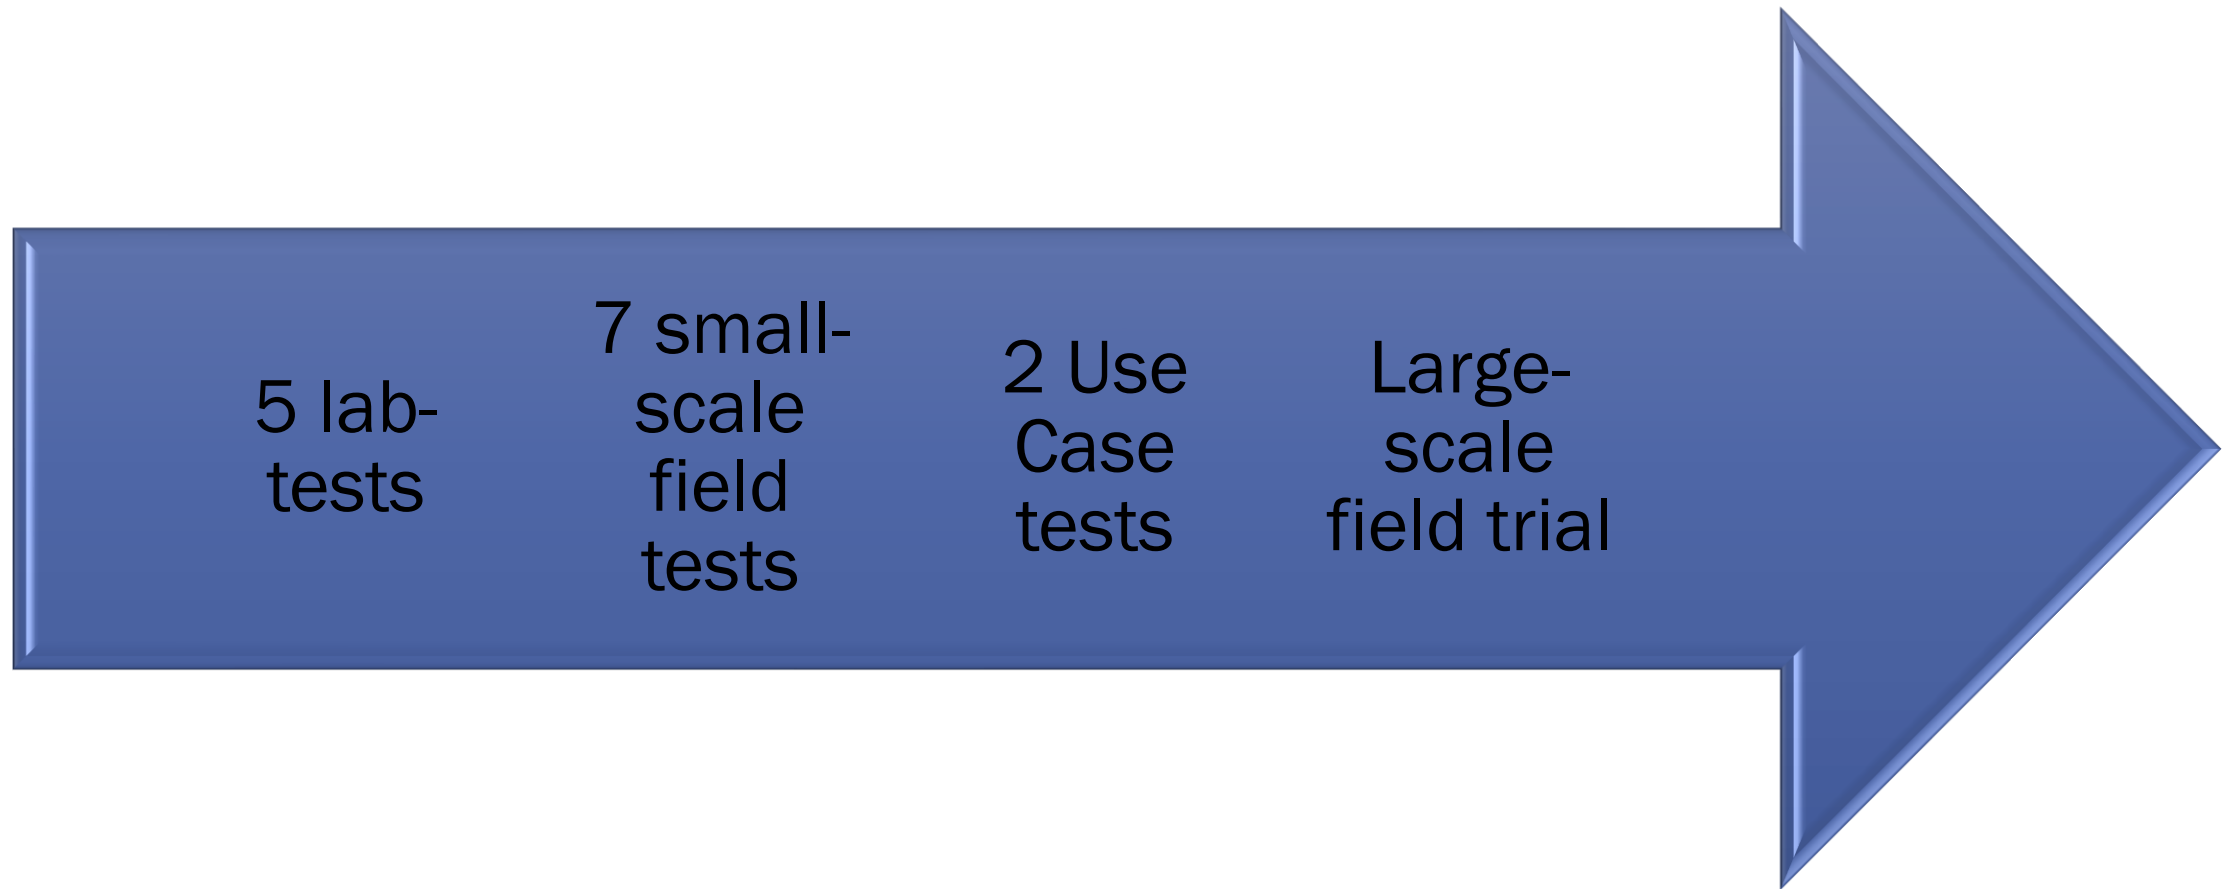 5 lab-
tests
7 small-
scale
field
tests
2 Use
Case
tests
Large-
scale
field trial